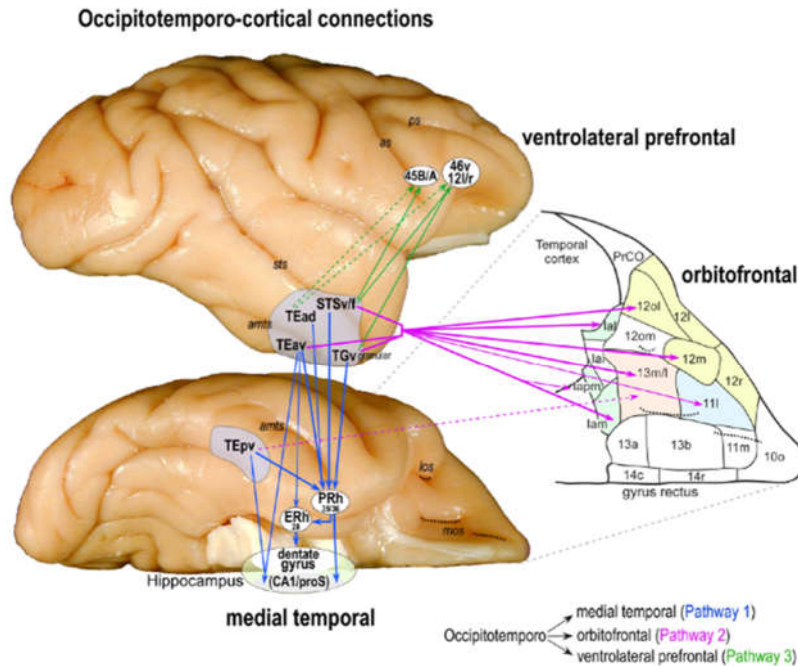 Occipitotemporo-cortical connections
ps
as
ventrolateral prefrontal
45B/A
46v
12l/r
Temporal
cortex
PrCO
orbitofrontal
sts
amts
STSv/f
TEad
TEav
TGv granular
12ol
12l
Ial
12om
12m
Iai
13m/l
12r
Iapm
11l
Iam
13a
13b
11m
10o
14c
14r
gyrus rectus
amts
TEpv
los
PRh
35/36
ERh
28
mos
dentate
gyrus
Hippocampus
(CA1/proS)
medial temporal
medial temporal (Pathway 1)
Occipitotemporo
orbitofrontal (Pathway 2)
ventrolateral prefrontal (Pathway 3)